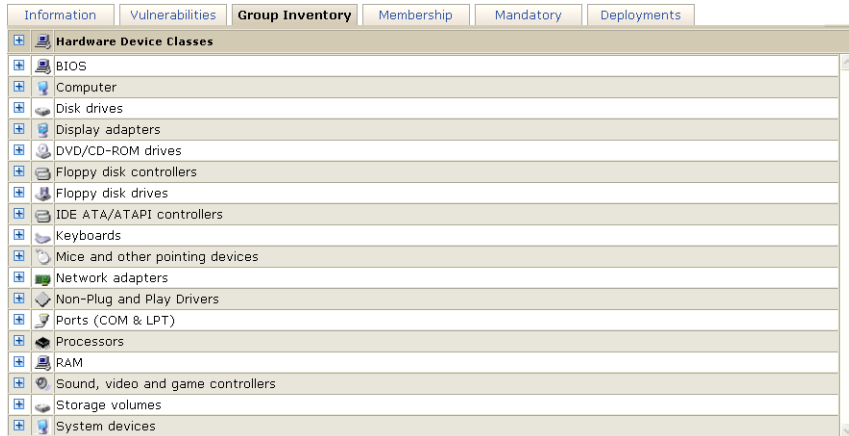 Information Vulnerabilities Group Inventory Membership Mandatory Deployments
Hardware Device Classes
BIOS
Computer
Disk drives
Display adapters
DVD/CD-ROM drives
Floppy disk controllers
Floppy disk drives
IDE ATA/ATAPI controllers
Keyboards
Mice and other pointing devices
Network adapters
Non-Plug and Play Drivers
Ports (COM & LPT)
Processors
RAM
Sound, video and game controllers
Storage volumes
System devices